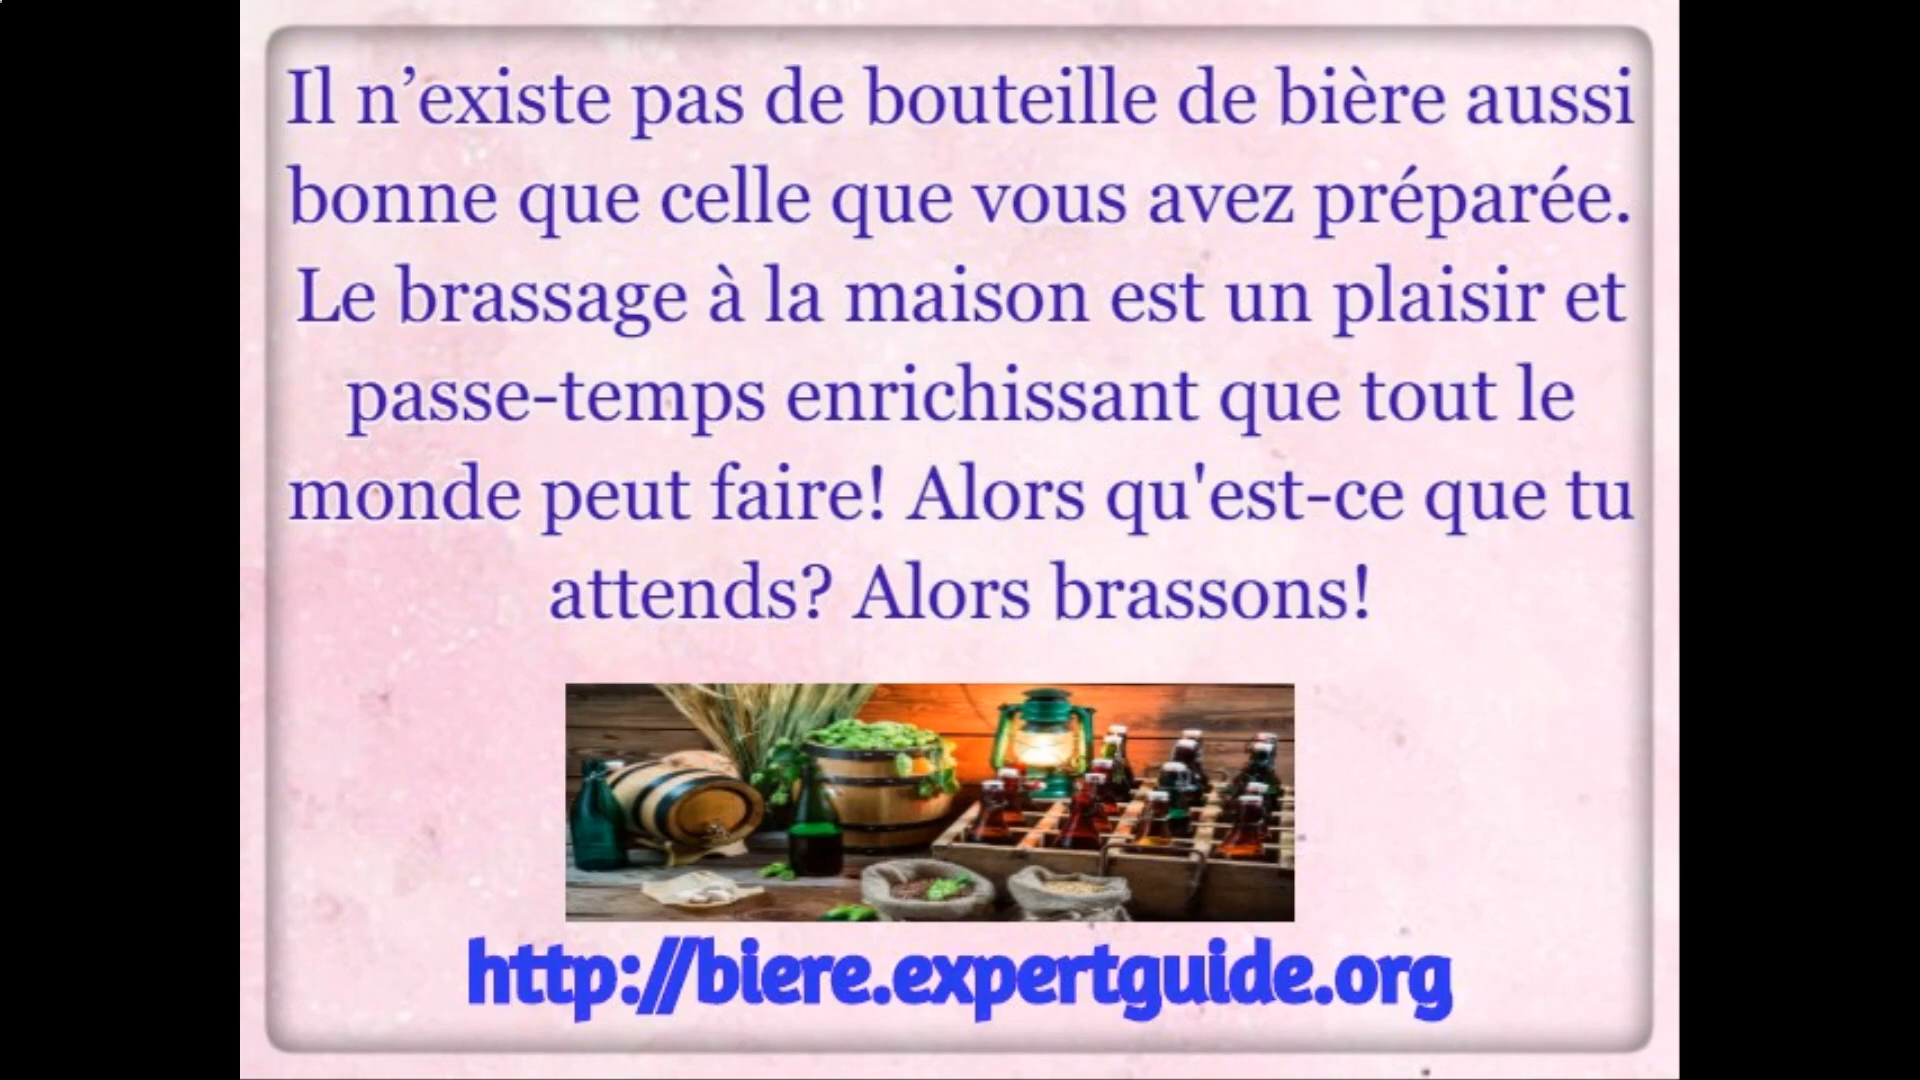 Il n’existe pas de bouteille de bière aussi
bonne que celle que vous avez préparée.
Le brassage à la maison est un plaisir et
passe-temps enrichissant que tout le
monde peut faire! Alors qu'est-ce que tu
attends? Alors brassons!
http://biere.expertguide.org